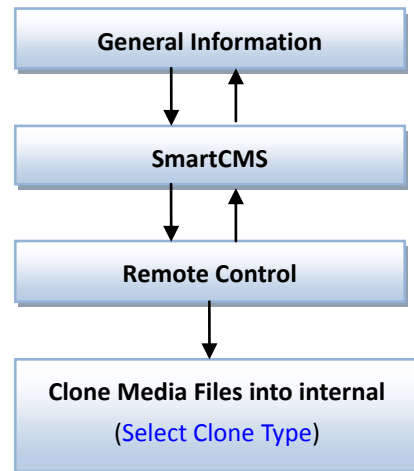 General Information
SmartCMS
Remote Control
Clone Media Files into internal
(Select Clone Type)